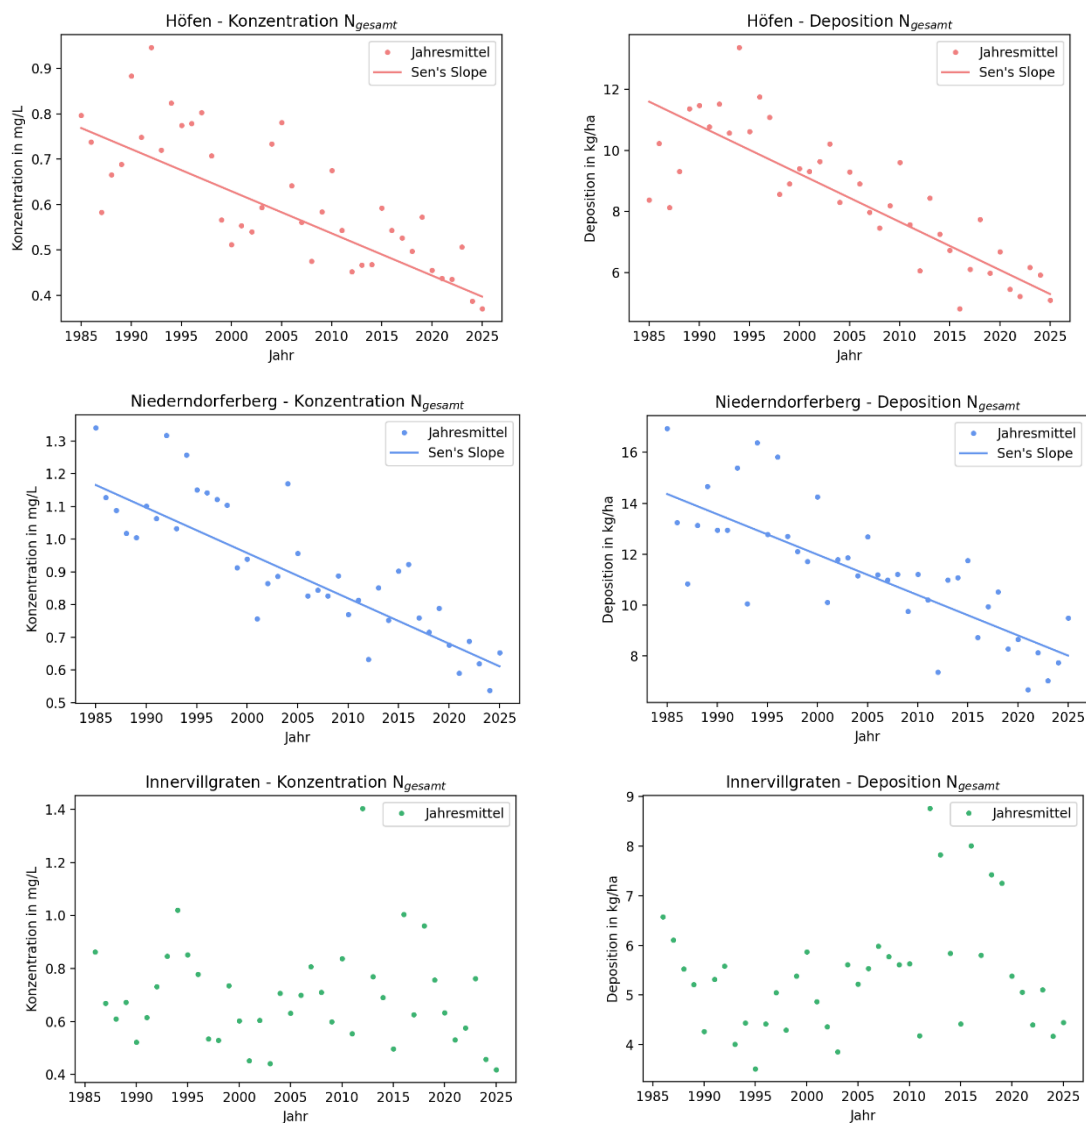 Höfen - Konzentration N_gesamt
Konzentration in mg/L
0.9
0.8
0.7
0.6
0.5
0.4
Jahresmittel
Sen's Slope
1985 1990 1995 2000 2005 2010 2015 2020 2025
Jahr
Höfen - Deposition N_gesamt
Deposition in kg/ha
12
10
8
6
Jahresmittel
Sen's Slope
1985 1990 1995 2000 2005 2010 2015 2020 2025
Jahr
Niederndorferberg - Konzentration N_gesamt
Konzentration in mg/L
1.3
1.2
1.1
1.0
0.9
0.8
0.7
0.6
0.5
Jahresmittel
Sen's Slope
1985 1990 1995 2000 2005 2010 2015 2020 2025
Jahr
Niederndorferberg - Deposition N_gesamt
Deposition in kg/ha
16
14
12
10
8
Jahresmittel
Sen's Slope
1985 1990 1995 2000 2005 2010 2015 2020 2025
Jahr
Innervillgraten - Konzentration N_gesamt
Konzentration in mg/L
1.4
1.2
1.0
0.8
0.6
0.4
Jahresmittel
1985 1990 1995 2000 2005 2010 2015 2020 2025
Jahr
Innervillgraten - Deposition N_gesamt
Deposition in kg/ha
9
8
7
6
5
4
Jahresmittel
1985 1990 1995 2000 2005 2010 2015 2020 2025
Jahr